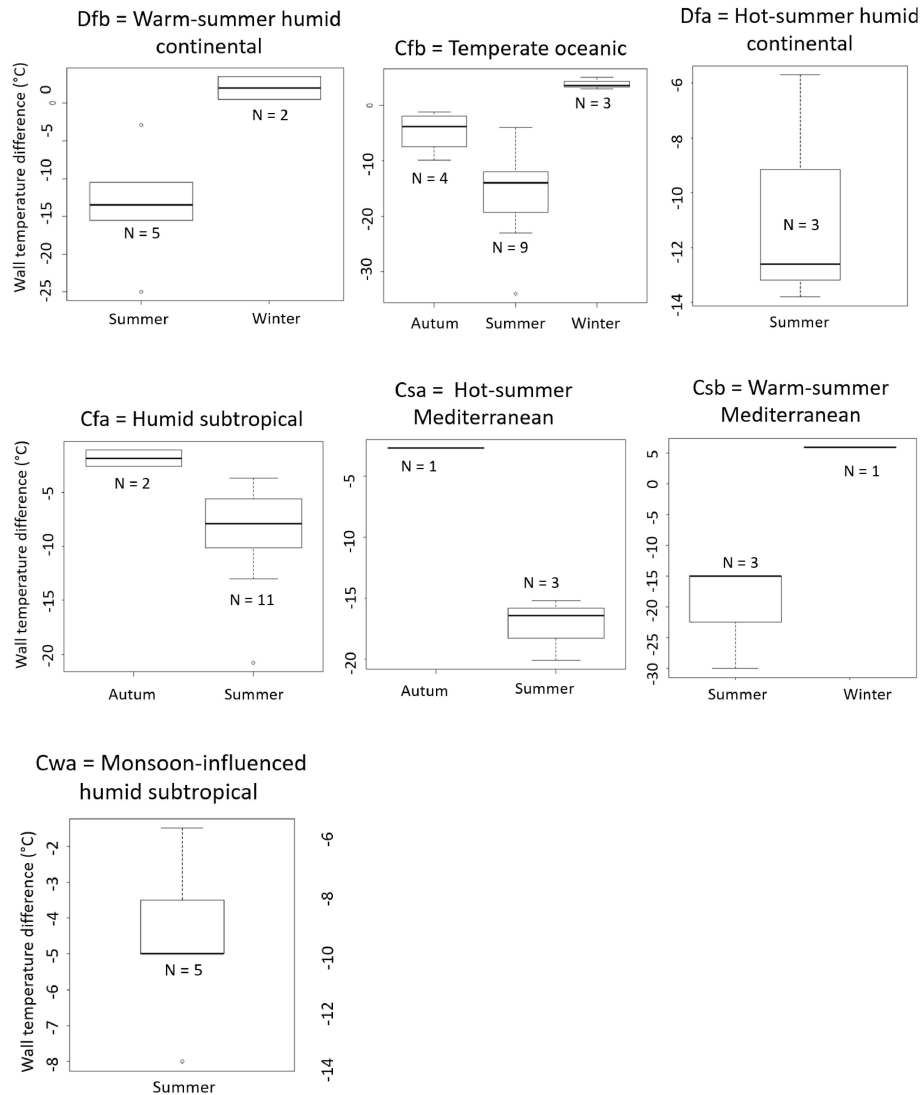 Dfb = Warm-summer humid
continental
Wall temperature difference (°C)
0
0
-5
-10
-15
-20
-25
N = 5
N = 2
Summer
Winter
Cfb = Temperate oceanic
0
-10
-20
-30
N = 4
N = 9
N = 3
Autum
Summer
Winter
Dfa = Hot-summer humid
continental
-6
-8
-10
-12
-14
N = 3
Summer
Cfa = Humid subtropical
Wall temperature difference (°C)
-5
-10
-15
-20
N = 2
N = 11
Autum
Summer
Csa = Hot-summer
Mediterranean
-5
-10
-15
-20
N = 1
N = 3
Autum
Summer
Csb = Warm-summer
Mediterranean
5
0
-5
-10
-15
-20
-25
-30
N = 3
N = 1
Summer
Winter
Cwa = Monsoon-influenced
humid subtropical
Wall temperature difference (°C)
-2
-3
-4
-5
-6
-7
-8
N = 5
Summer
-6
-8
-10
-12
-14